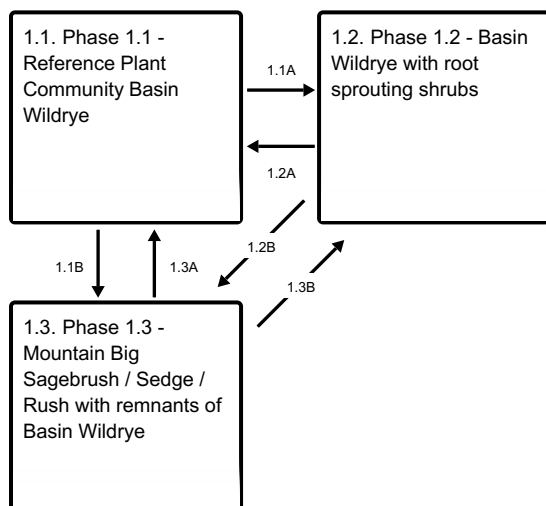 1.1. Phase 1.1 -
Reference Plant
Community Basin
Wildrye
1.1A
1.2. Phase 1.2 - Basin
Wildrye with root
sprouting shrubs
1.2A
1.2B
1.1B
1.3A
1.3B
1.3. Phase 1.3 -
Mountain Big
Sagebrush / Sedge /
Rush with remnants of
Basin Wildrye